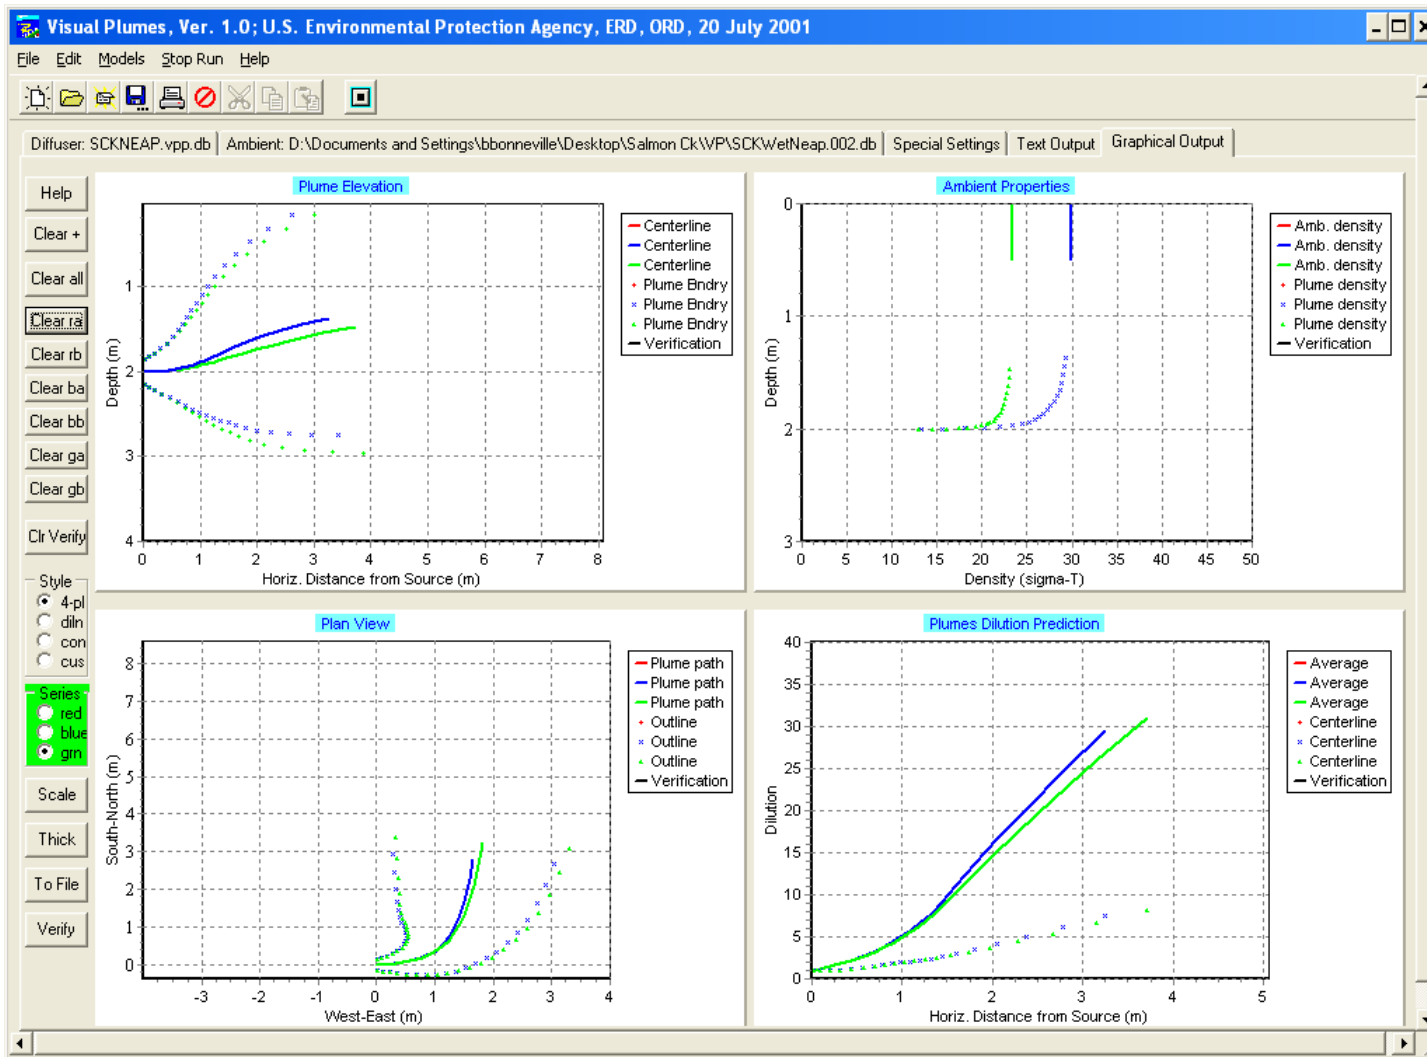 Visual Plumes, Ver. 1.0; U.S. Environmental Protection Agency, ERD, ORD, 20 July 2001
File Edit Models Stop Run Help
Diffuser: SCKNEAP.vpp.db Ambient: D:\Documents and Settings\bbonneville\Desktop\Salmon Ck\VP\SCKWetNeap.002.db Special Settings Text Output Graphical Output
Help
Clear +
Clear all
Clear ra
Clear rb
Clear ba
Clear bb
Clear ga
Clear gb
Clr Verify
Style
4-pl
diln
con
cus
Series
red
blue
grn
Scale
Thick
To File
Verify
Plume Elevation
Depth (m)
1
2
3
4
0 1 2 3 4 5 6 7 8
Horiz. Distance from Source (m)
Centerline
Centerline
Centerline
Plume Bndry
Plume Bndry
Plume Bndry
Verification
Ambient Properties
Depth (m)
0
1
2
3
0 5 10 15 20 25 30 35 40 45 50
Density (sigma-T)
Amb. density
Amb. density
Amb. density
Plume density
Plume density
Plume density
Verification
Plan View
South-North (m)
8
7
6
5
4
3
2
1
0
-3 -2 -1 0 1 2 3 4
West-East (m)
Plume path
Plume path
Plume path
Outline
Outline
Outline
Verification
Plumes Dilution Prediction
Dilution
40
35
30
25
20
15
10
5
0
0 1 2 3 4 5
Horiz. Distance from Source (m)
Average
Average
Average
Centerline
Centerline
Centerline
Verification